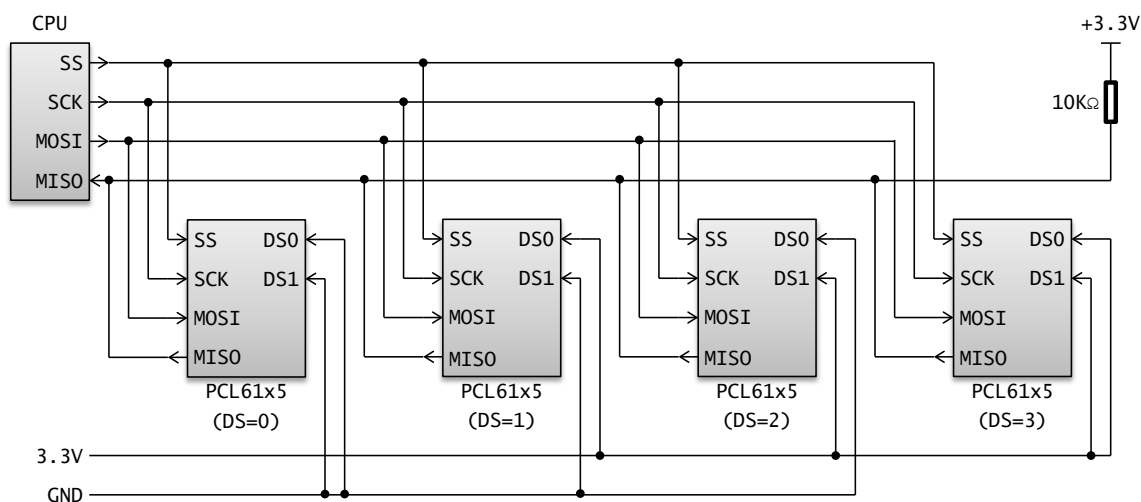 CPU
+3.3V
SS
SCK
10KΩ
MOSI
MISO
SS DS0
SCK DS1
MOSI
MISO
PCL61x5
(DS=0)
SS DS0
SCK DS1
MOSI
MISO
PCL61x5
(DS=1)
SS DS0
SCK DS1
MOSI
MISO
PCL61x5
(DS=2)
SS DS0
SCK DS1
MOSI
MISO
PCL61x5
(DS=3)
3.3V
GND